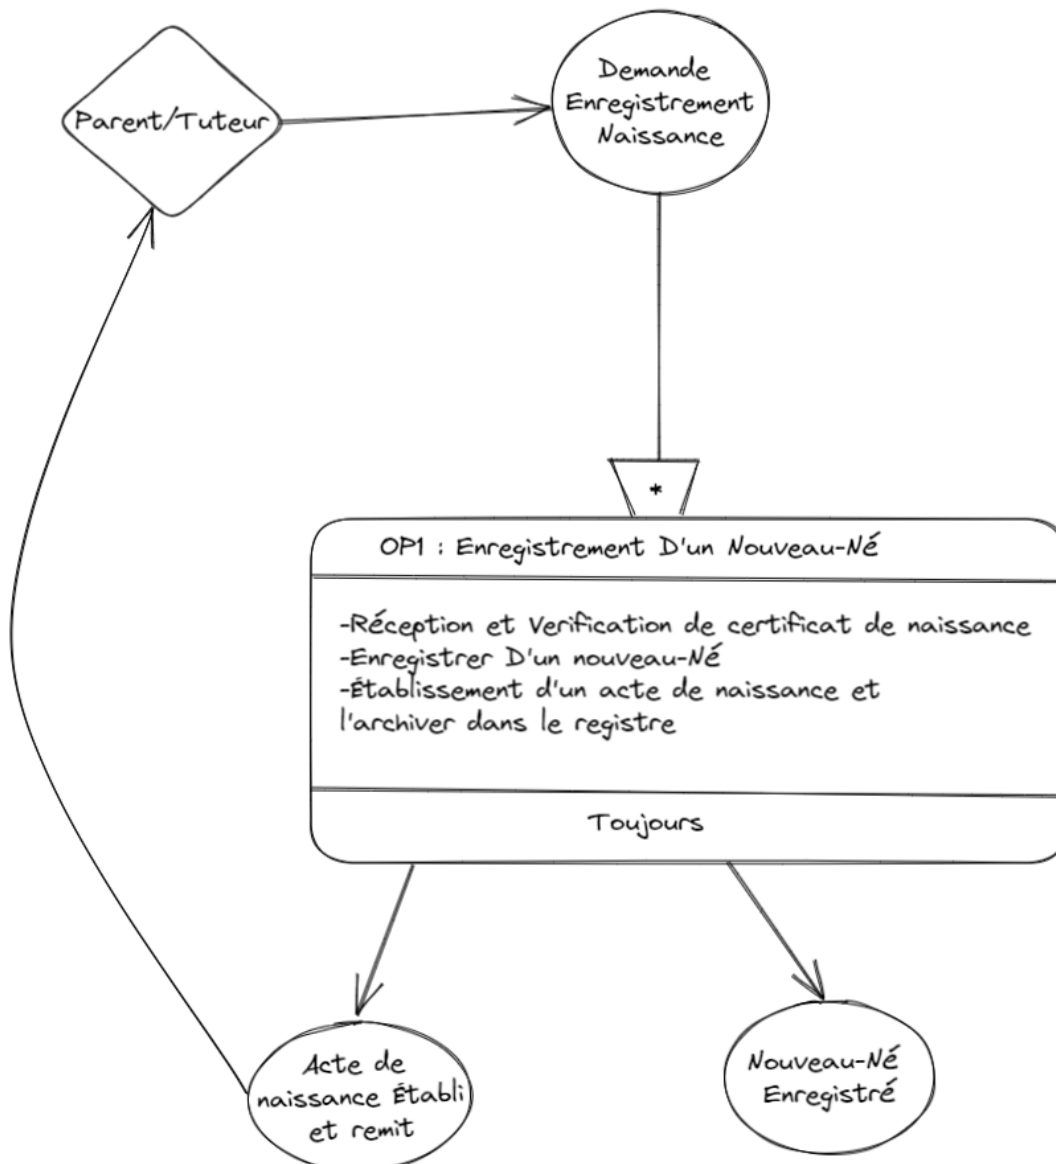 Parent/Tuteur
Demande
Enregistrement
Naissance
*
OP1 : Enregistrement D'un Nouveau-Né
-Réception et Verification de certificat de naissance
-Enregistrer D'un nouveau-Né
-Établissement d'un acte de naissance et
l'archiver dans le registre
Toujours
Acte de
naissance Établi
et remit
Nouveau-Né
Enregistré